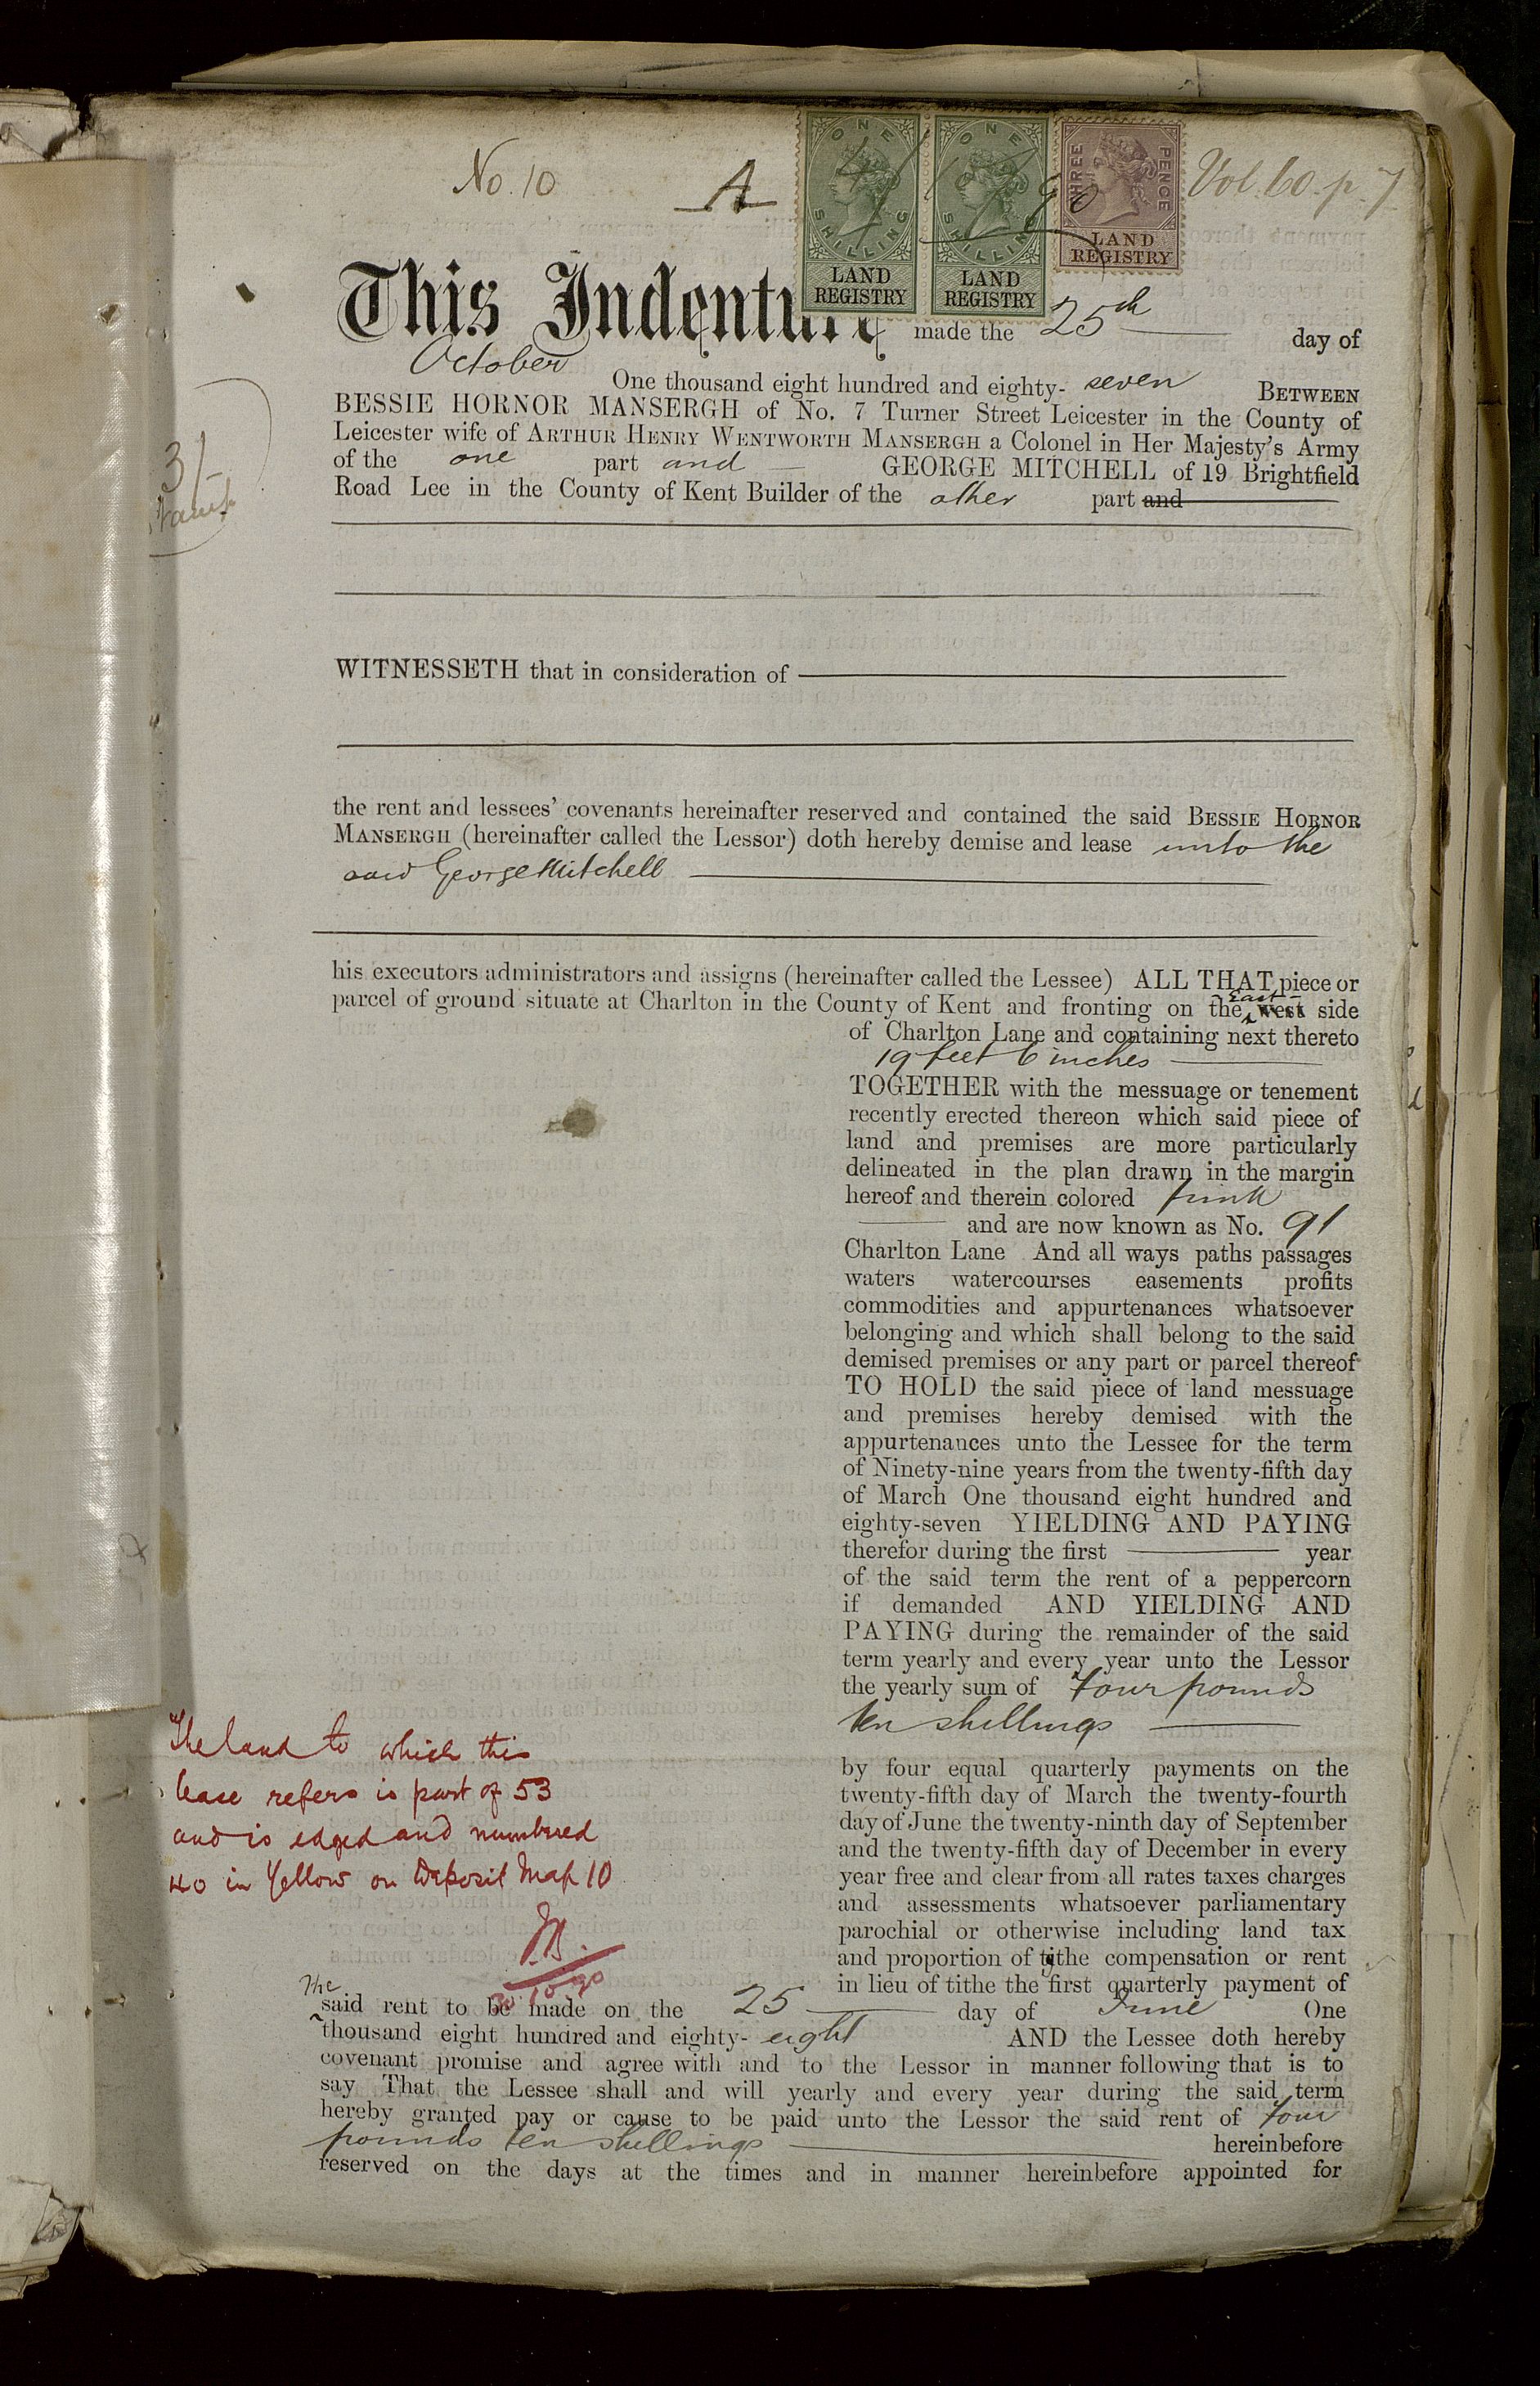 No. 10
A
ONE SHILLING
LAND REGISTRY
ONE SHILLING
LAND REGISTRY
THREE PENCE
LAND REGISTRY
Vol. 60. p. 7
This Indenture made the 25th day of
October One thousand eight hundred and eighty- seven BETWEEN
BESSIE HORNOR MANSERGH of No. 7 Turner Street Leicester in the County of
Leicester wife of ARTHUR HENRY WENTWORTH MANSERGH a Colonel in Her Majesty's Army
of the one part and GEORGE MITCHELL of 19 Brightfield
Road Lee in the County of Kent Builder of the other part and
3/-
WITNESSETH that in consideration of
the rent and lessees' covenants hereinafter reserved and contained the said BESSIE HORNOR
MANSERGH (hereinafter called the Lessor) doth hereby demise and lease unto the
said George Mitchell
his executors administrators and assigns (hereinafter called the Lessee) ALL THAT piece or
East
parcel of ground situate at Charlton in the County of Kent and fronting on the west side
of Charlton Lane and containing next thereto
19 feet 6 inches
TOGETHER with the messuage or tenement
recently erected thereon which said piece of
land and premises are more particularly
delineated in the plan drawn in the margin
hereof and therein colored pink
and are now known as No. 91
Charlton Lane And all ways paths passages
waters watercourses easements profits
commodities and appurtenances whatsoever
belonging and which shall belong to the said
demised premises or any part or parcel thereof
TO HOLD the said piece of land messuage
and premises hereby demised with the
appurtenances unto the Lessee for the term
of Ninety-nine years from the twenty-fifth day
of March One thousand eight hundred and
eighty-seven YIELDING AND PAYING
therefor during the first year
of the said term the rent of a peppercorn
if demanded AND YIELDING AND
PAYING during the remainder of the said
term yearly and every year unto the Lessor
the yearly sum of Four pounds
ten shillings
by four equal quarterly payments on the
twenty-fifth day of March the twenty-fourth
day of June the twenty-ninth day of September
and the twenty-fifth day of December in every
year free and clear from all rates taxes charges
and assessments whatsoever parliamentary
parochial or otherwise including land tax
and proportion of tythe compensation or rent
in lieu of tithe the first quarterly payment of
The land to which this
lease refers is part of 53
and is edged and numbered
40 in Yellow on Deposit Map 10
30.10.90
the
said rent to be made on the 25 day of June One
thousand eight hundred and eighty- eight AND the Lessee doth hereby
covenant promise and agree with and to the Lessor in manner following that is to
say That the Lessee shall and will yearly and every year during the said term
hereby granted pay or cause to be paid unto the Lessor the said rent of Four
pounds ten shillings hereinbefore
reserved on the days at the times and in manner hereinbefore appointed for